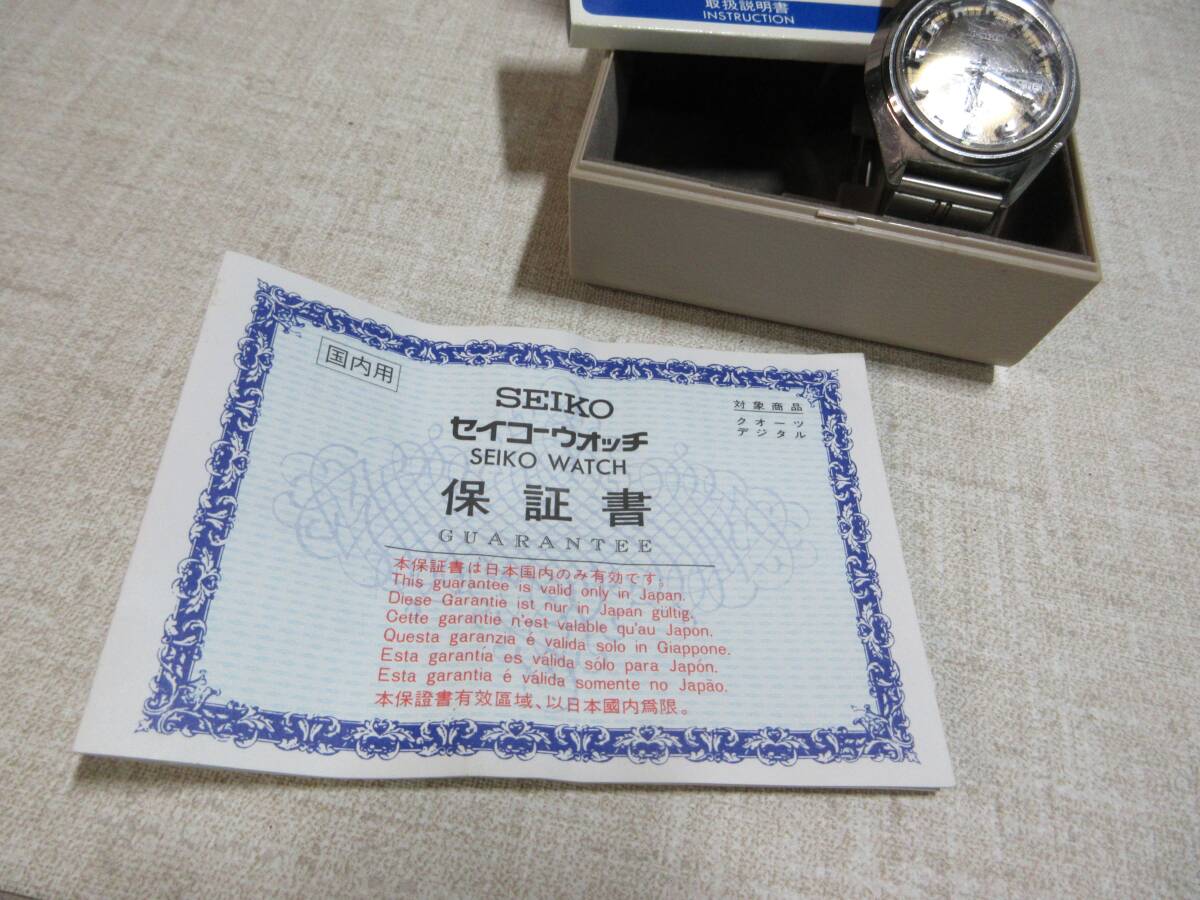 取扱説明書
INSTRUCTION
国内用
SEIKO
セイコーウオッチ
SEIKO WATCH
保証書
GUARANTEE
対象商品
クオーツ
デジタル
本保証書は日本国内のみ有効です。
This guarantee is valid only in Japan.
Diese Garantie ist nur in Japan gültig.
Cette garantie n'est valable qu'au Japon.
Questa garanzia é valida solo in Giappone.
Esta garantía es válida sólo para Japón.
Esta garantia é válida somente no Japão.
本保證書有效區域、以日本國内爲限。